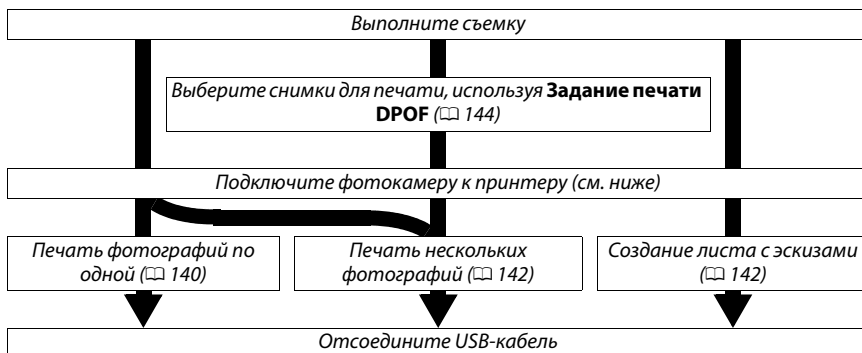 Выполните съемку
Выберите снимки для печати, используя Задание печати
DPOF (🕮 144)
Подключите фотокамеру к принтеру (см. ниже)
Печать фотографий по
одной (🕮 140)
Печать нескольких
фотографий (🕮 142)
Создание листа с эскизами
(🕮 142)
Отсоедините USB-кабель